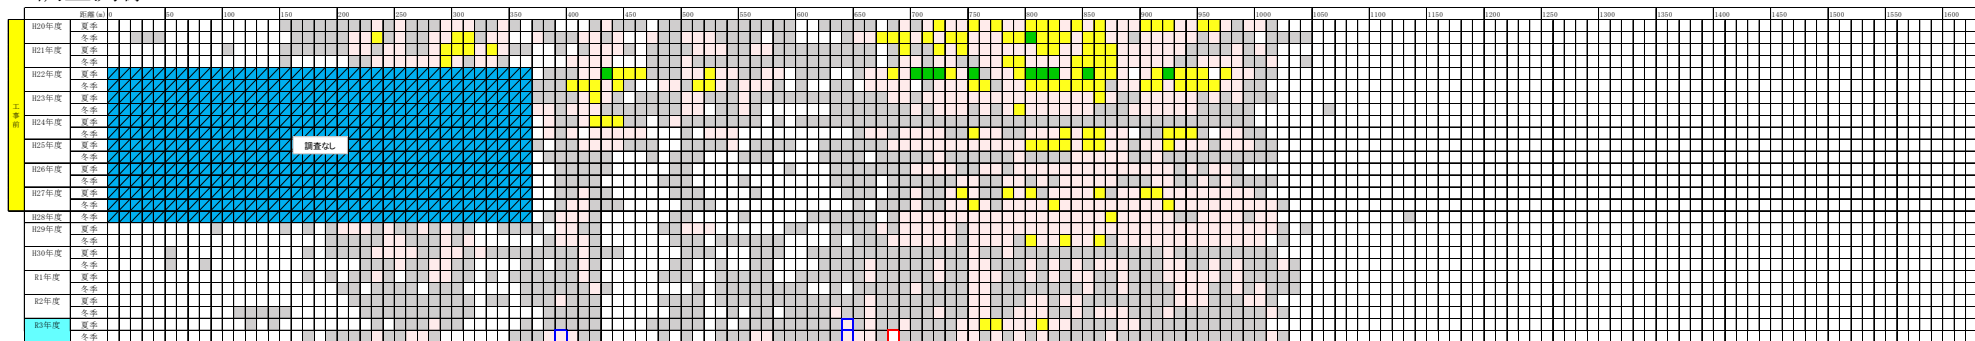 距離(m) 0 50 100 150 200 250 300 350 400 450 500 550 600 650 700 750 800 850 900 950 1000 1050 1100 1150 1200 1250 1300 1350 1400 1450 1500 1550 1600
工事前
H20年度 夏季
冬季
H21年度 夏季
冬季
H22年度 夏季
冬季
H23年度 夏季
冬季
H24年度 夏季
冬季
H25年度 夏季
冬季
H26年度 夏季
冬季
H27年度 夏季
冬季
H28年度 冬季
H29年度 夏季
冬季
H30年度 夏季
冬季
R1年度 夏季
冬季
R2年度 夏季
冬季
R3年度 夏季
冬季
調査なし